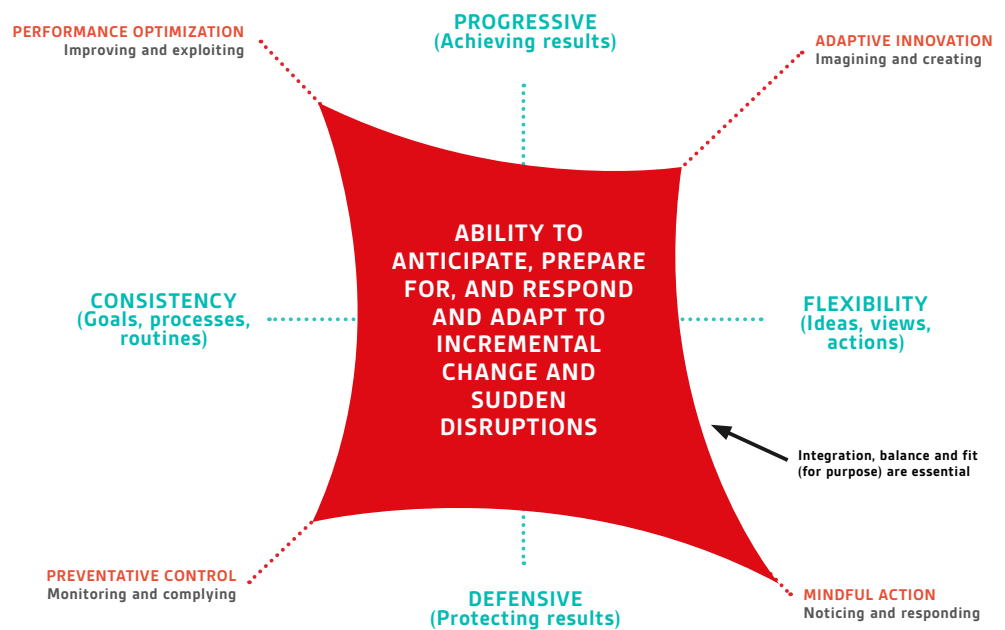 PERFORMANCE OPTIMIZATION
Improving and exploiting
PROGRESSIVE
(Achieving results)
ADAPTIVE INNOVATION
Imagining and creating
ABILITY TO
ANTICIPATE, PREPARE
FOR, AND RESPOND
AND ADAPT TO
INCREMENTAL
CHANGE AND
SUDDEN
DISRUPTIONS
CONSISTENCY
(Goals, processes,
routines)
FLEXIBILITY
(Ideas, views,
actions)
Integration, balance and fit
(for purpose) are essential
PREVENTATIVE CONTROL
Monitoring and complying
DEFENSIVE
(Protecting results)
MINDFUL ACTION
Noticing and responding